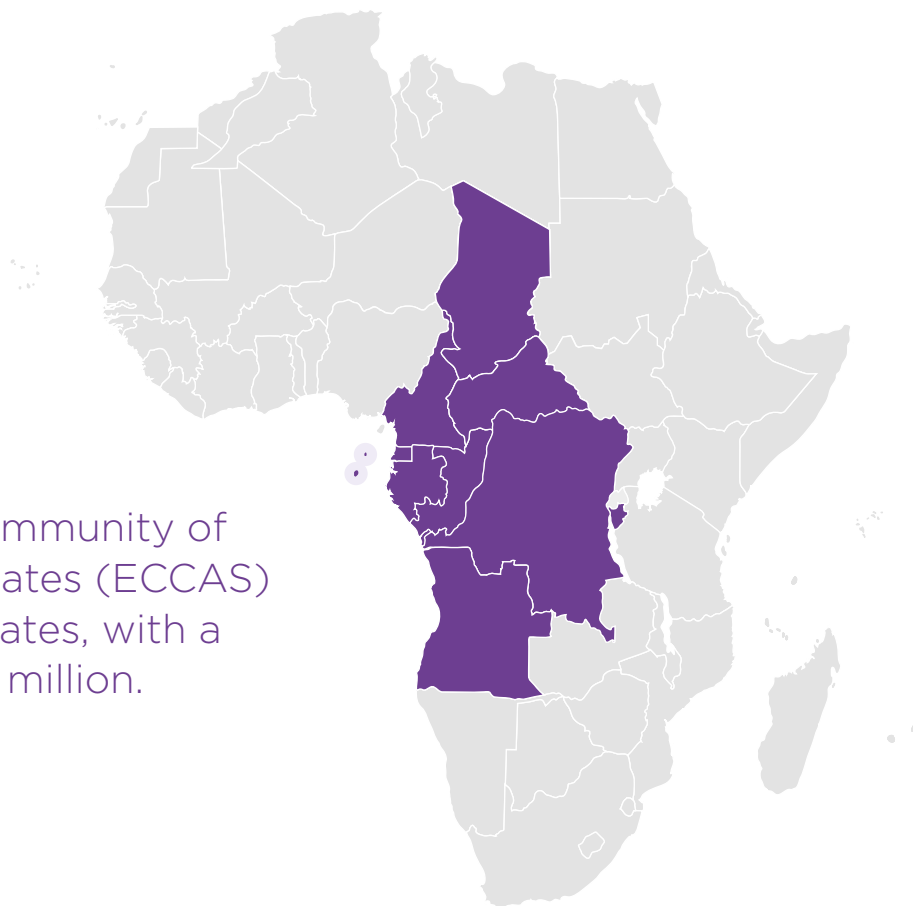 mmunity of
ates (ECCAS)
ates, with a
million.